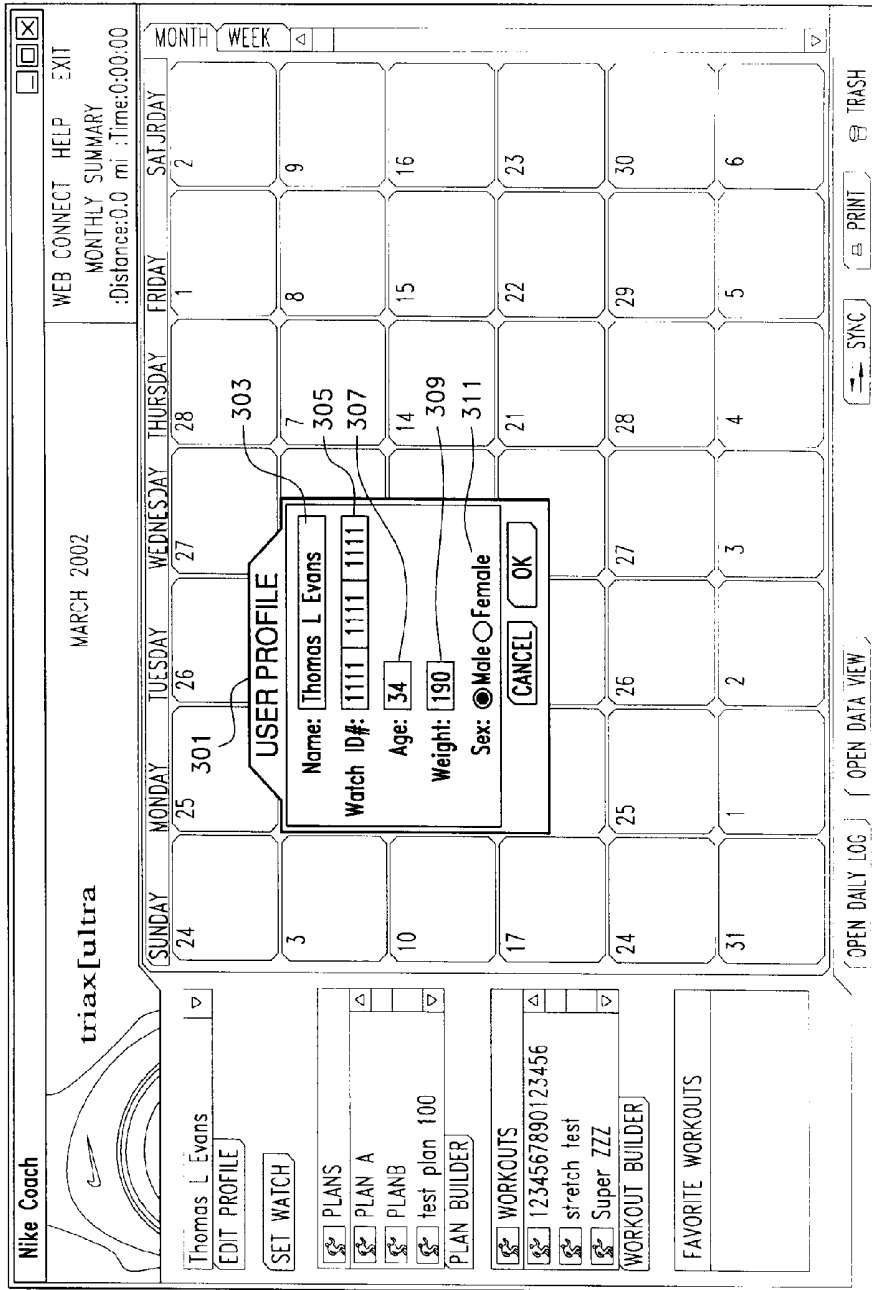 Nike Coach
triax[ultra
MARCH 2002
WEB CONNECT HELP EXIT
MONTHLY SUMMARY
:Distance:0.0 mi :Time:0:00:00
Thomas L Evans
EDIT PROFILE
SET WATCH
PLANS
PLAN A
PLANB
test plan 100
PLAN BUILDER
WORKOUTS
12345678901234 56
stretch test
Super ZZZ
WORKOUT BUILDER
FAVORITE WORKOUTS
SUNDAY MONDAY TUESDAY WEDNESDAY THURSDAY FRIDAY SATURDAY
MONTH WEEK
24 25 26 27 28 1 2
3 7 8 9
10 14 15 16
17 21 22 23
24 25 26 27 28 29 30
31 1 2 3 4 5 6
301
USER PROFILE
Name: Thomas L Evans
303
Watch ID#: 1111 1111 1111 1111
305
Age: 34
307
Weight: 190
309
Sex: Male Female
311
CANCEL OK
OPEN DAILY LOG OPEN DATA VIEW SYNC PRINT TRASH